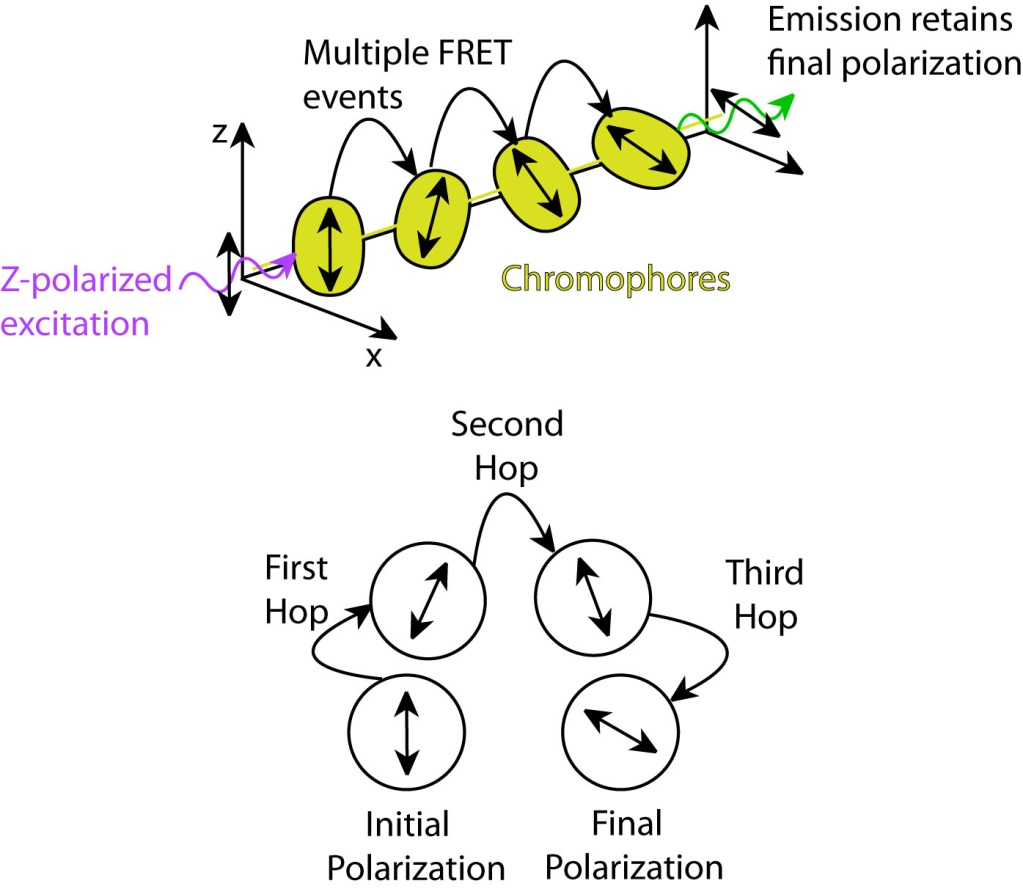 Emission retains
final polarization
Multiple FRET
events
z
Z-polarized
excitation
Chromophores
x
Second
Hop
First
Hop
Third
Hop
Initial
Polarization
Final
Polarization